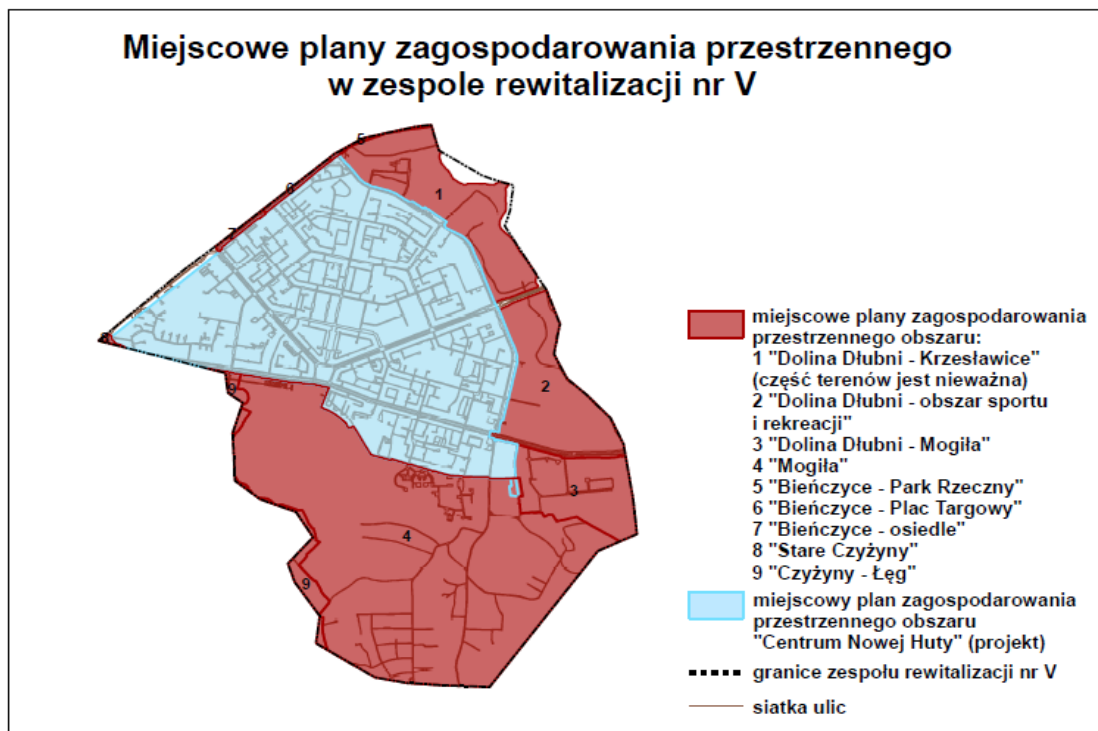 Miejscowe plany zagospodarowania przestrzennego
w zespole rewitalizacji nr V
5
6
1
7
8
2
9
3
4
9
miejscowe plany zagospodarowania
przestrzennego obszaru:
1 "Dolina Dłubni - Krzesławice"
(część terenów jest nieważna)
2 "Dolina Dłubni - obszar sportu
i rekreacji"
3 "Dolina Dłubni - Mogiła"
4 "Mogiła"
5 "Bieńczyce - Park Rzeczny"
6 "Bieńczyce - Plac Targowy"
7 "Bieńczyce - osiedle"
8 "Stare Czyżyny"
9 "Czyżyny - Łęg"
miejscowy plan zagospodarowania
przestrzennego obszaru
"Centrum Nowej Huty" (projekt)
granice zespołu rewitalizacji nr V
siatka ulic